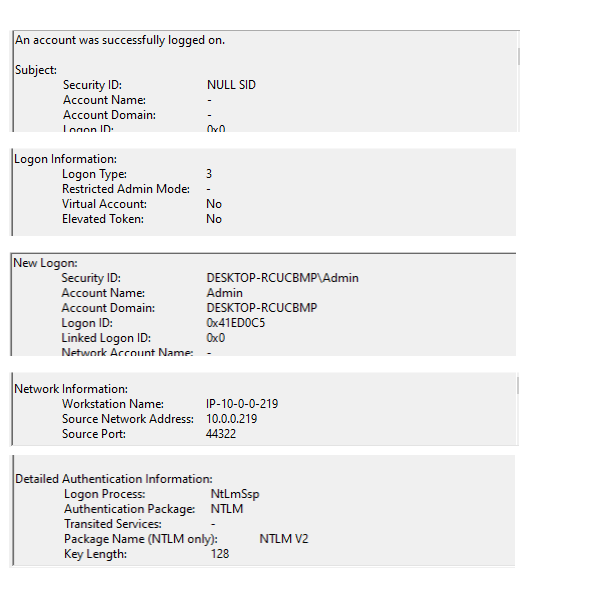 An account was successfully logged on.
Subject:
Security ID: NULL SID
Account Name: -
Account Domain: -
Logon ID: 0x0
Logon Information:
Logon Type: 3
Restricted Admin Mode: -
Virtual Account: No
Elevated Token: No
New Logon:
Security ID: DESKTOP-RCUCBMP\Admin
Account Name: Admin
Account Domain: DESKTOP-RCUCBMP
Logon ID: 0x41ED0C5
Linked Logon ID: 0x0
Network Account Name: -
Network Information:
Workstation Name: IP-10-0-0-219
Source Network Address: 10.0.0.219
Source Port: 44322
Detailed Authentication Information:
Logon Process: NtLmSsp
Authentication Package: NTLM
Transited Services: -
Package Name (NTLM only): NTLM V2
Key Length: 128